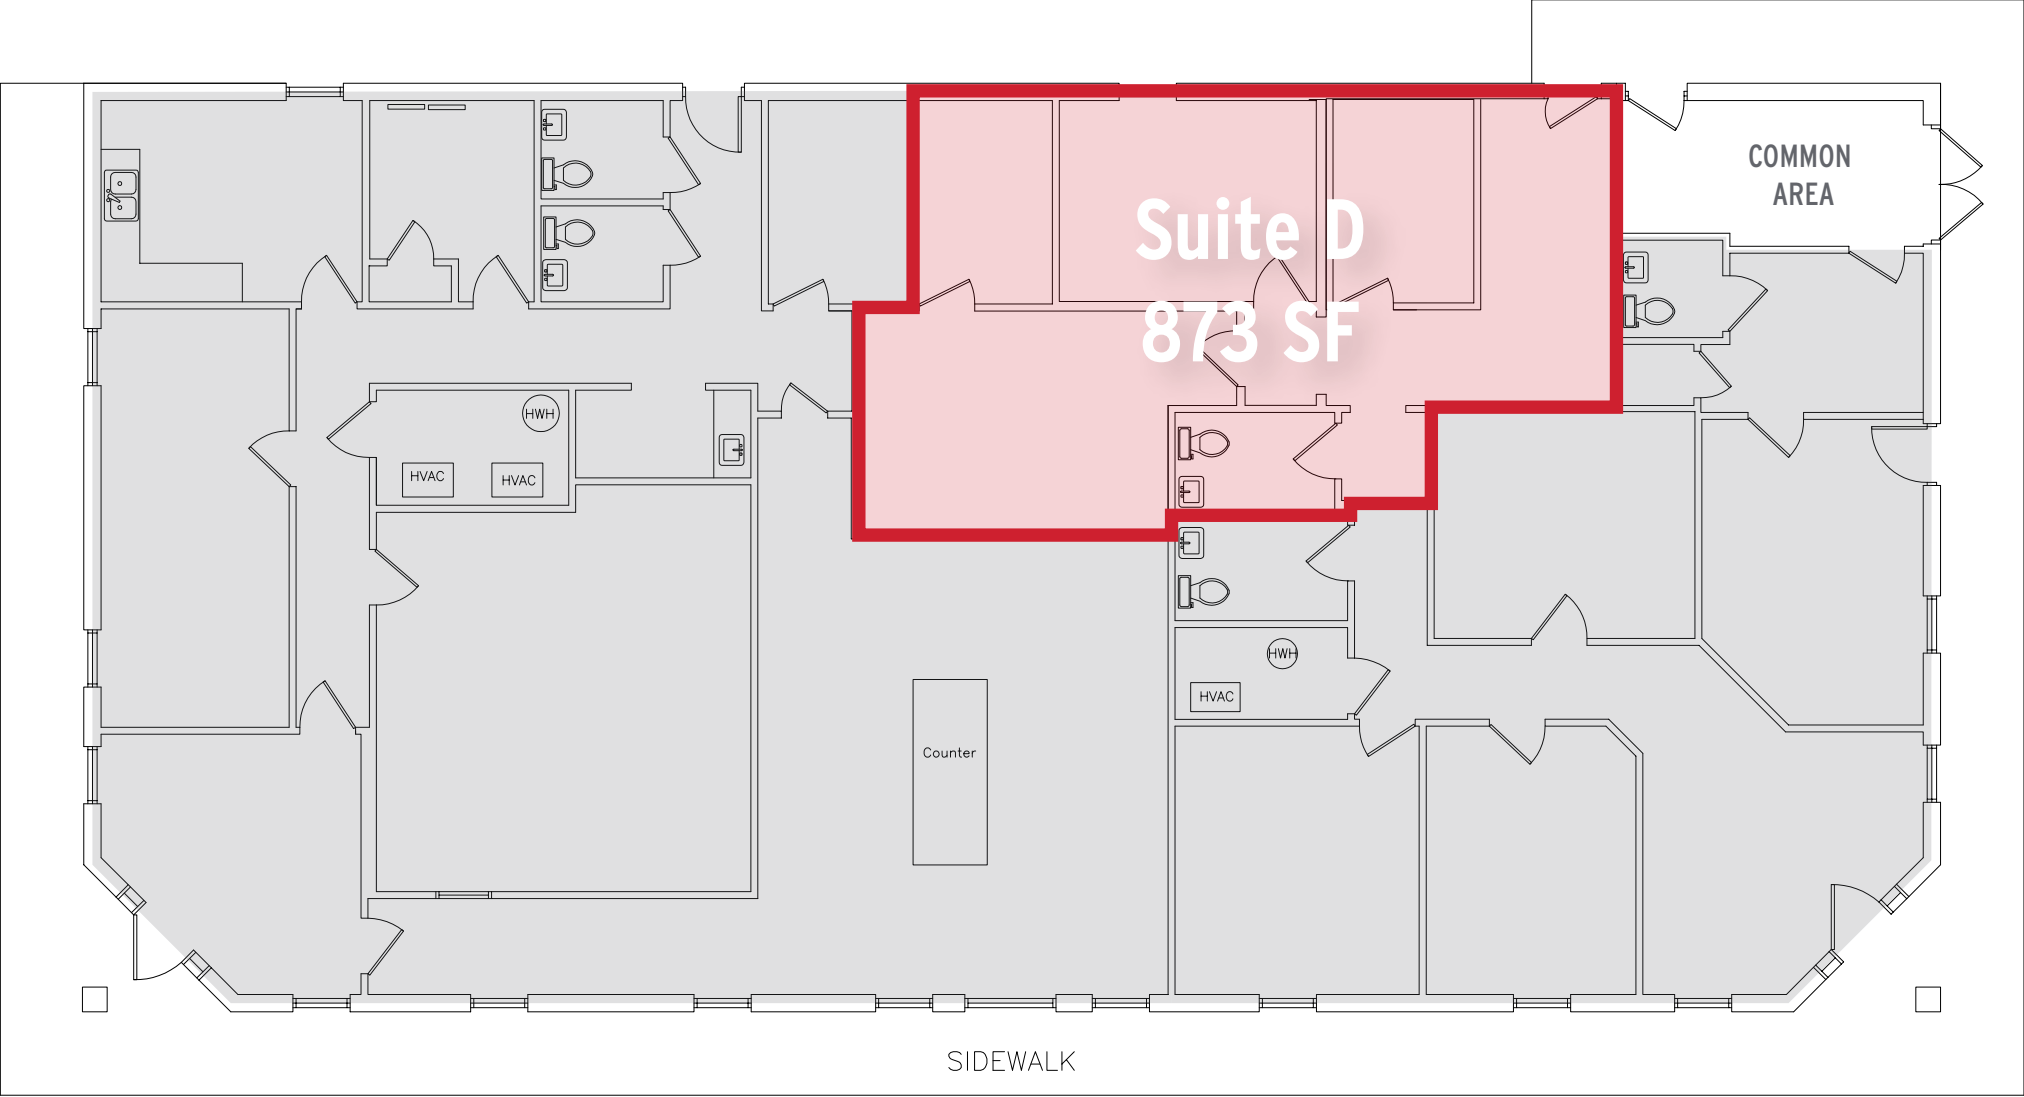 COMMON
AREA
Suite D
873 SF
HWH
HVAC
HVAC
HWH
HVAC
Counter
SIDEWALK